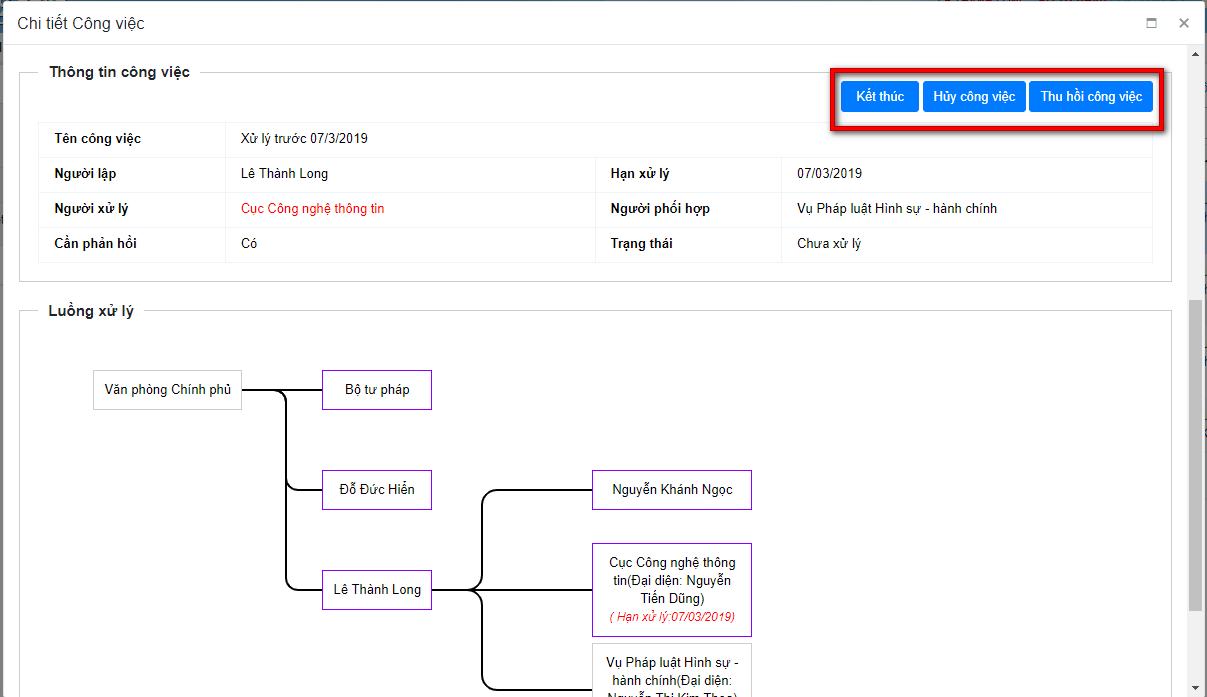 Chi tiết Công việc
Thông tin công việc
Kết thúc Hủy công việc Thu hồi công việc
Tên công việc Xử lý trước 07/3/2019
Người lập Lê Thành Long Hạn xử lý 07/03/2019
Người xử lý Cục Công nghệ thông tin Người phối hợp Vụ Pháp luật Hình sự - hành chính
Cần phản hồi Có Trạng thái Chưa xử lý
Luồng xử lý
Văn phòng Chính phủ Bộ tư pháp
Đỗ Đức Hiển Nguyễn Khánh Ngọc
Lê Thành Long
Cục Công nghệ thông
tin(Đại diện: Nguyễn
Tiến Dũng)
( Hạn xử lý:07/03/2019)
Vụ Pháp luật Hình sự -
hành chính(Đại diện:
Nguyễn Thị Kim Thoa)